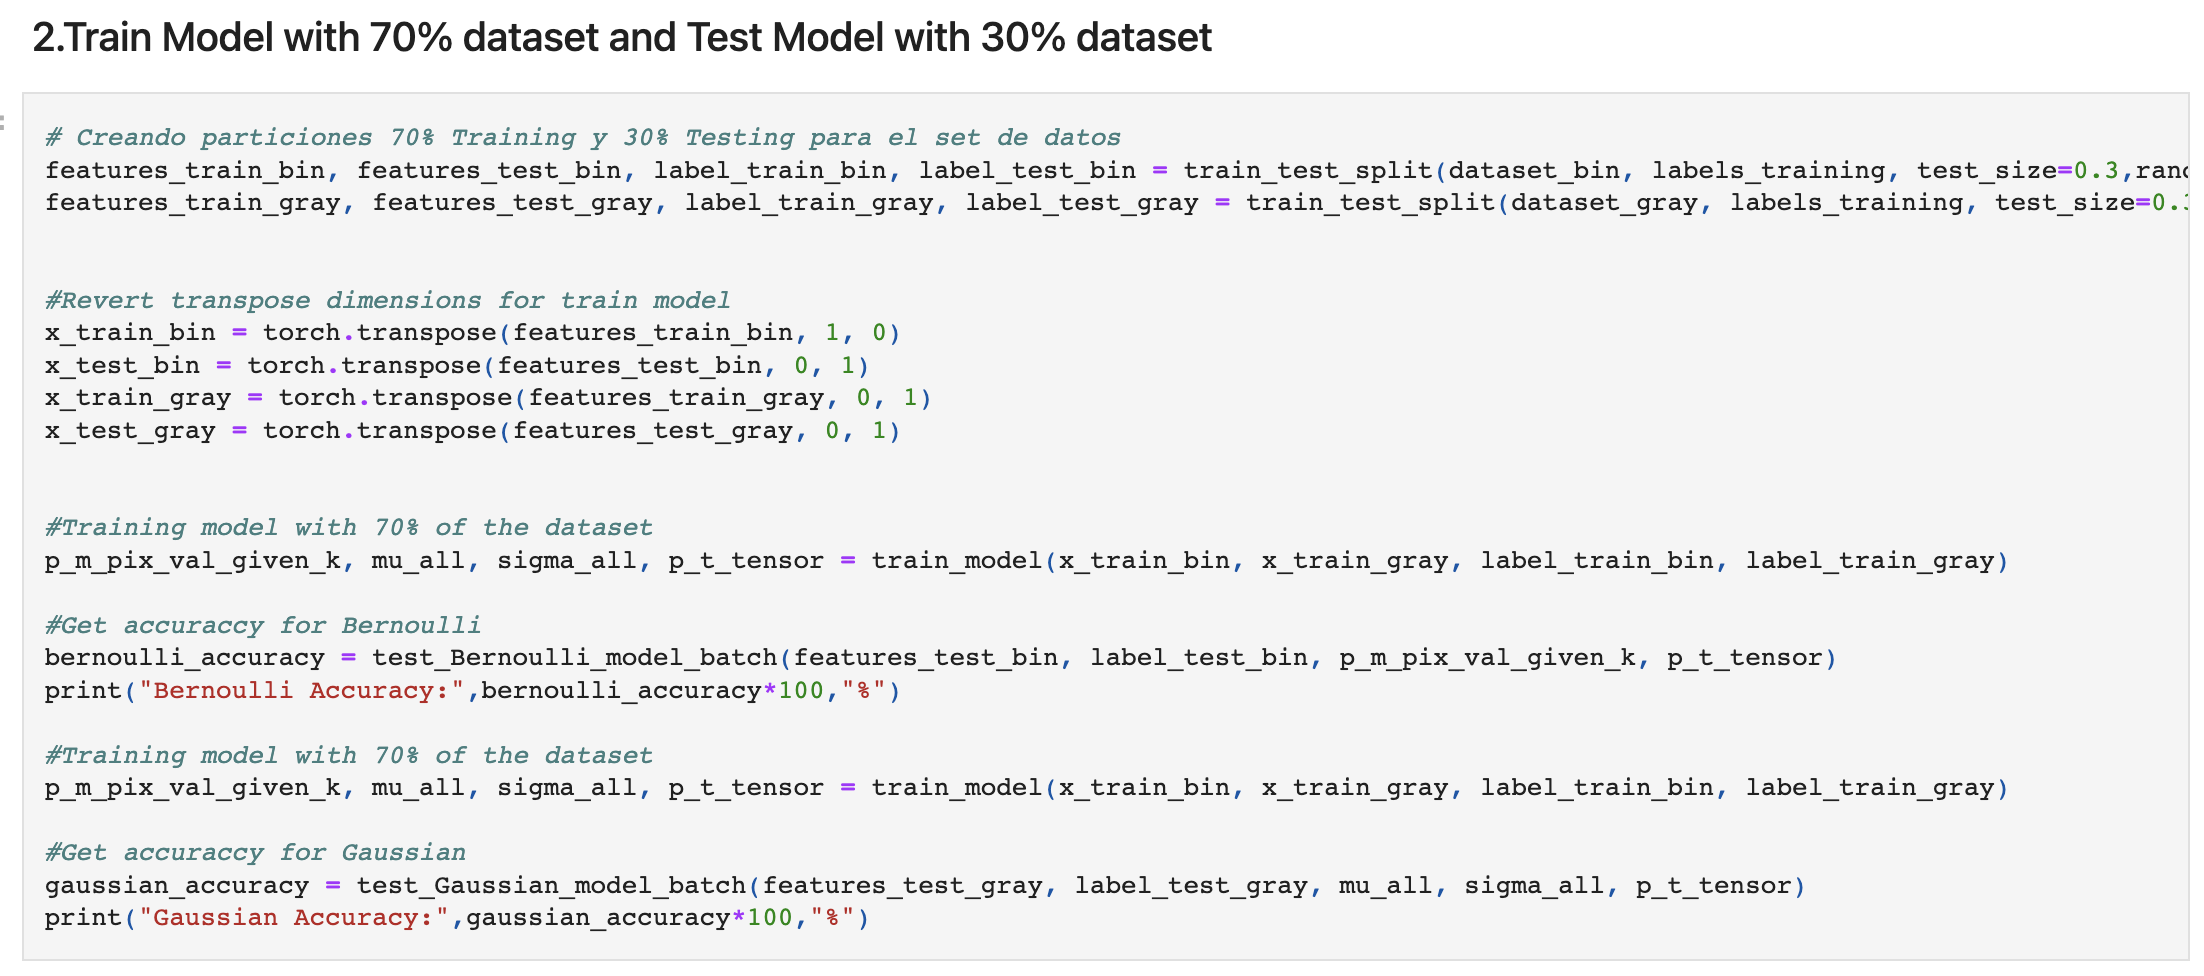 2.Train Model with 70% dataset and Test Model with 30% dataset
# Creando particiones 70% Training y 30% Testing para el set de datos
features_train_bin, features_test_bin, label_train_bin, label_test_bin = train_test_split(dataset_bin, labels_training, test_size=0.3,
features_train_gray, features_test_gray, label_train_gray, label_test_gray = train_test_split(dataset_gray, labels_training, test_size=0.
#Revert transpose dimensions for train model
x_train_bin = torch.transpose(features_train_bin, 1, 0)
x_test_bin = torch.transpose(features_test_bin, 0, 1)
x_train_gray = torch.transpose(features_train_gray, 0, 1)
x_test_gray = torch.transpose(features_test_gray, 0, 1)
#Training model with 70% of the dataset
p_m_pix_val_given_k, mu_all, sigma_all, p_t_tensor = train_model(x_train_bin, x_train_gray, label_train_bin, label_train_gray)
#Get accuraccy for Bernoulli
bernoulli_accuracy = test_Bernoulli_model_batch(features_test_bin, label_test_bin, p_m_pix_val_given_k, p_t_tensor)
print("Bernoulli Accuracy:",bernoulli_accuracy*100,"%")
#Training model with 70% of the dataset
p_m_pix_val_given_k, mu_all, sigma_all, p_t_tensor = train_model(x_train_bin, x_train_gray, label_train_bin, label_train_gray)
#Get accuraccy for Gaussian
gaussian_accuracy = test_Gaussian_model_batch(features_test_gray, label_test_gray, mu_all, sigma_all, p_t_tensor)
print("Gaussian Accuracy:",gaussian_accuracy*100,"%")